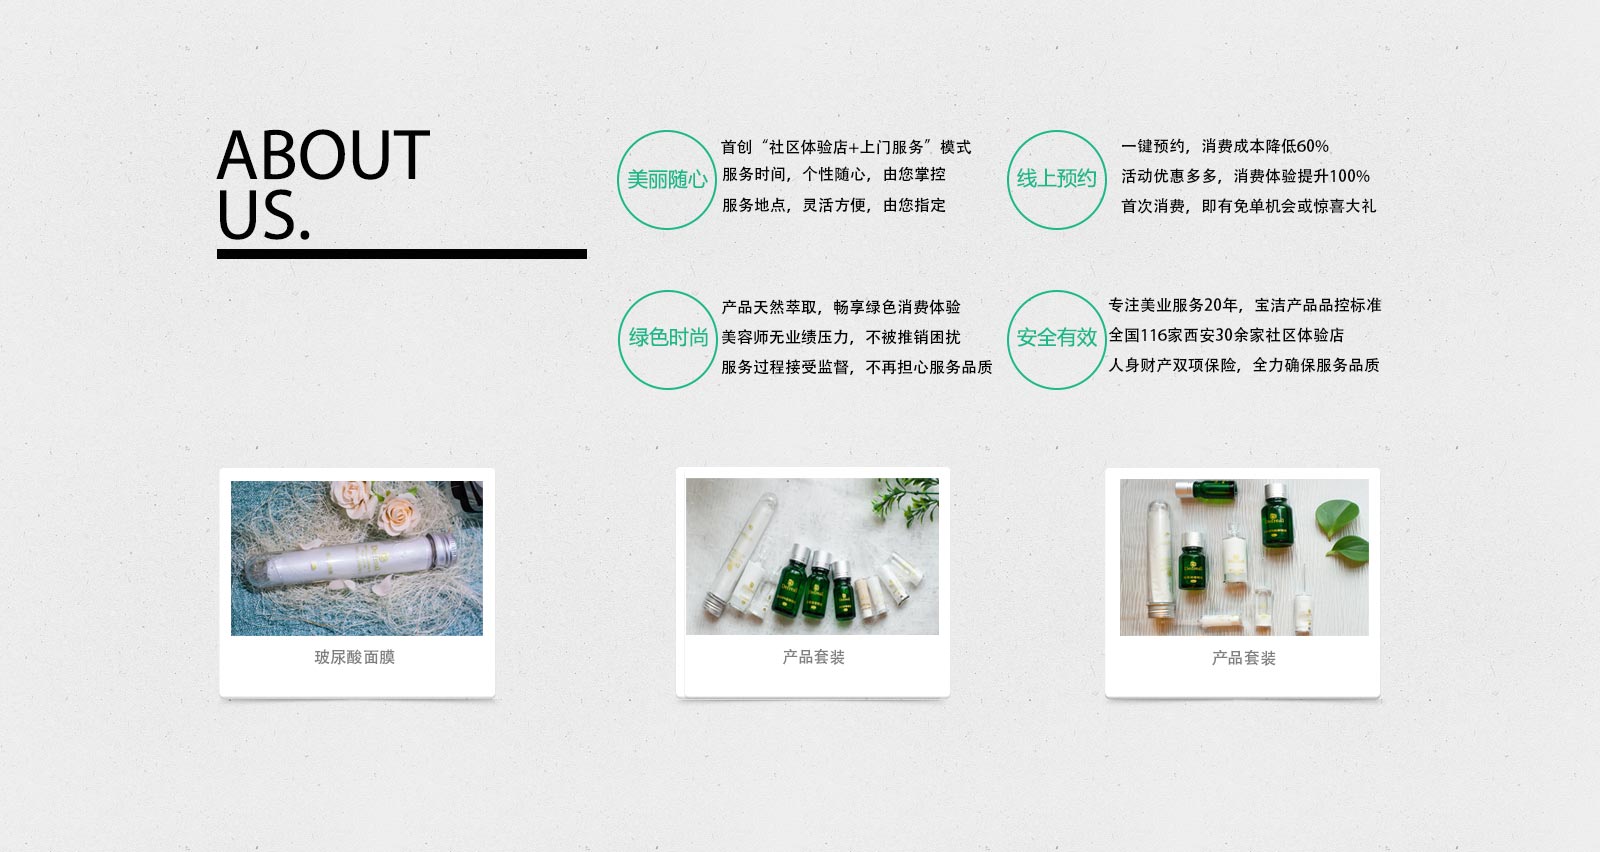 ABOUT
US.
美丽随心
首创“社区体验店+上门服务”模式
服务时间，个性随心，由您掌控
服务地点，灵活方便，由您指定
线上预约
一键预约，消费成本降低60%
活动优惠多多，消费体验提升100%
首次消费，即有免单机会或惊喜大礼
绿色时尚
产品天然萃取，畅享绿色消费体验
美容师无业绩压力，不被推销困扰
服务过程接受监督，不再担心服务品质
安全有效
专注美业服务20年，宝洁产品品控标准
全国116家西安30余家社区体验店
人身财产双项保险，全力确保服务品质
玻尿酸面膜
产品套装
产品套装